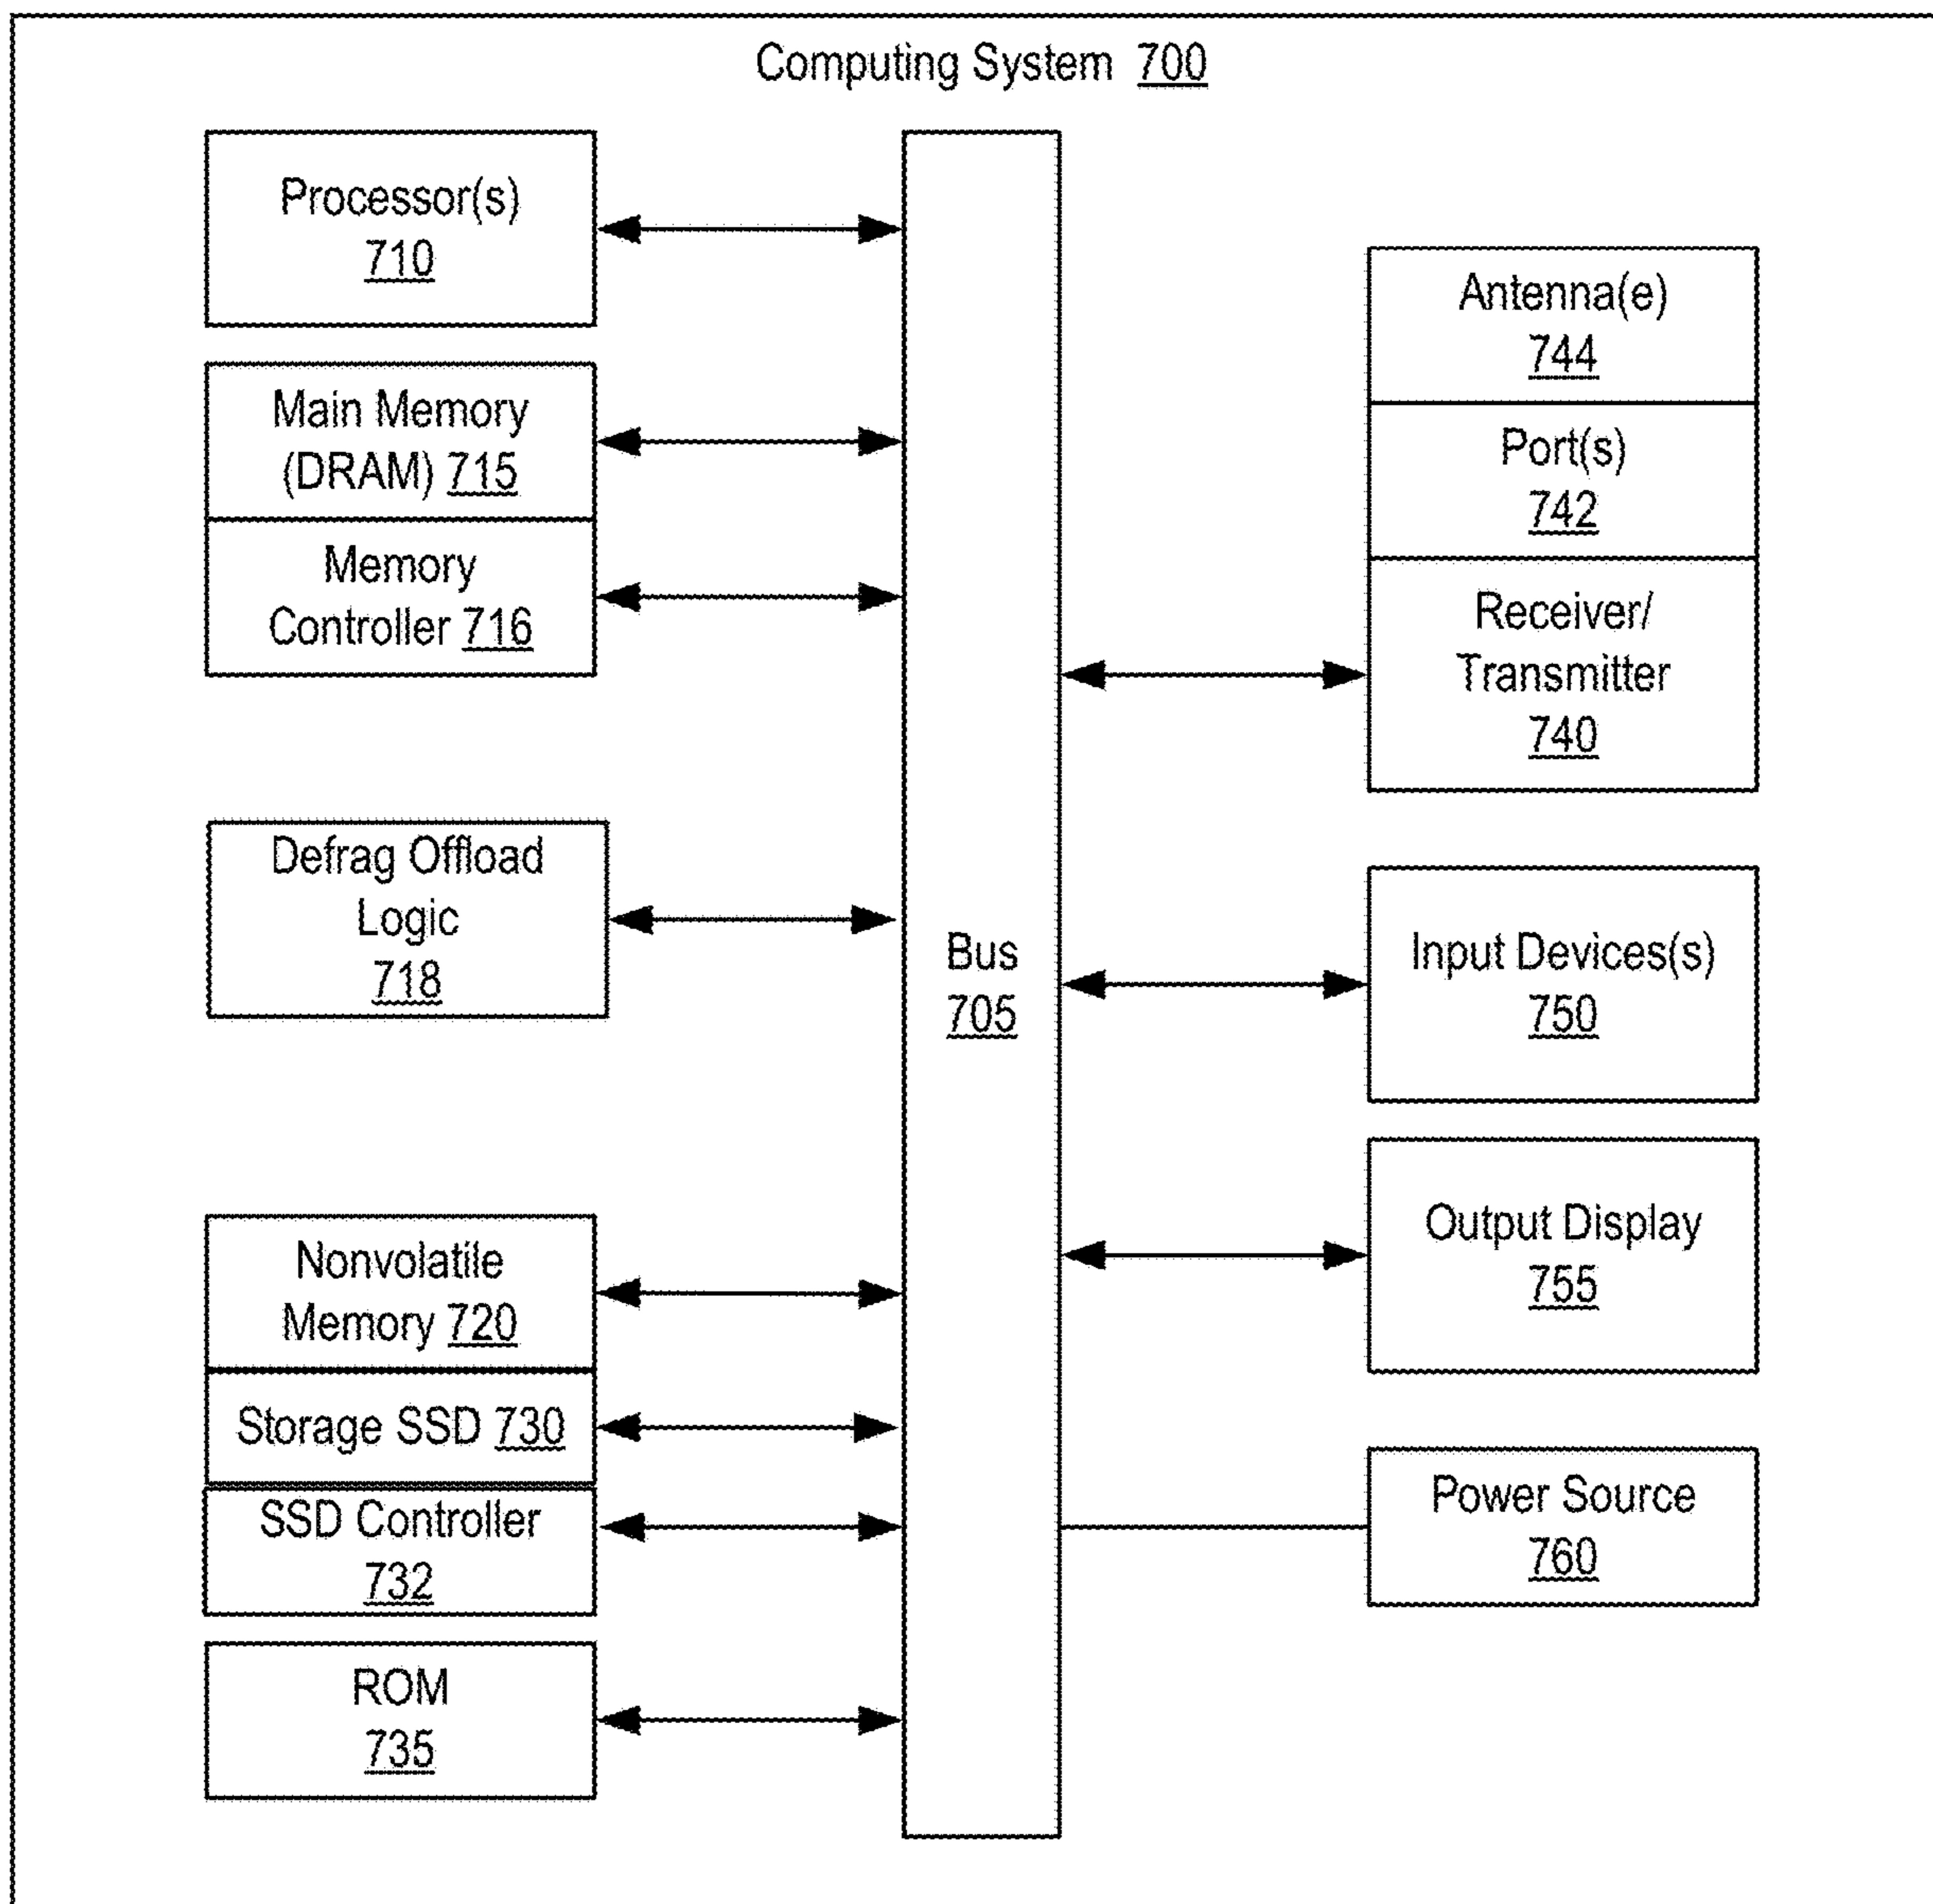 Computing System 700
Processor(s)
710
Main Memory
(DRAM) 715
Memory
Controller 716
Defrag Offload
Logic
718
Nonvolatile
Memory 720
Storage SSD 730
SSD Controller
732
ROM
735
Bus
705
Antenna(e)
744
Port(s)
742
Receiver/
Transmitter
740
Input Devices(s)
750
Output Display
755
Power Source
760